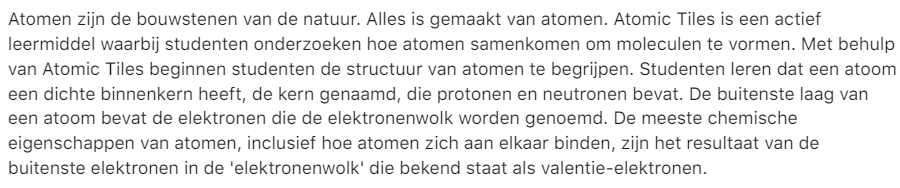 Atomen zijn de bouwstenen van de natuur. Alles is gemaakt van atomen. Atomic Tiles is een actief
leermiddel waarbij studenten onderzoeken hoe atomen samenkomen om moleculen te vormen. Met behulp
van Atomic Tiles beginnen studenten de structuur van atomen te begrijpen. Studenten leren dat een atoom
een dichte binnenkern heeft, de kern genaamd, die protonen en neutronen bevat. De buitenste laag van
een atoom bevat de elektronen die de elektronenwolk worden genoemd. De meeste chemische
eigenschappen van atomen, inclusief hoe atomen zich aan elkaar binden, zijn het resultaat van de
buitenste elektronen in de 'elektronenwolk' die bekend staat als valentie-elektronen.